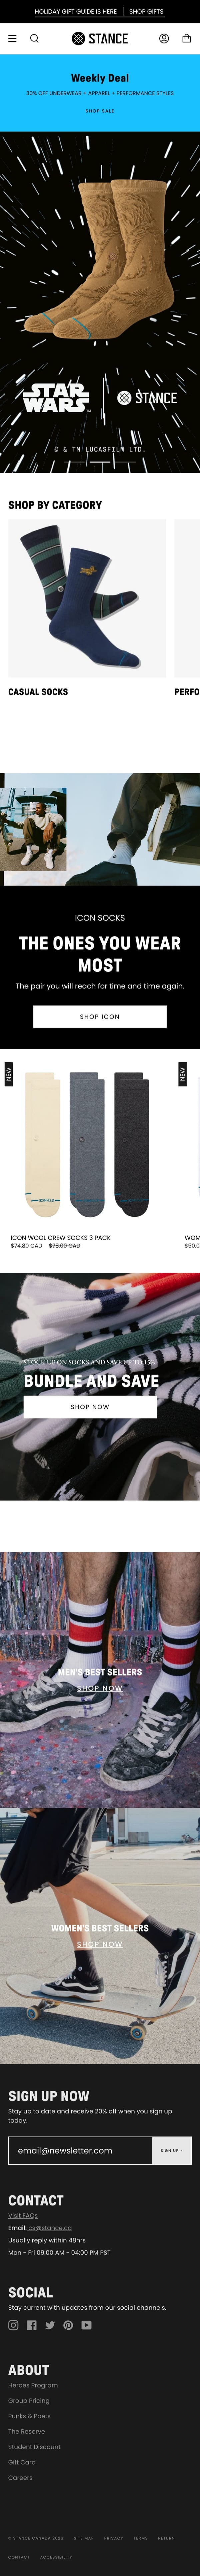 HOLIDAY GIFT GUIDE IS HERE | SHOP GIFTS
STANCE
Weekly Deal
30% OFF UNDERWEAR + APPAREL + PERFORMANCE STYLES
SHOP SALE
STAR WARS
STANCE
© & TM LUCASFILM LTD.
SHOP BY CATEGORY
CASUAL SOCKS
PERFO
ICON SOCKS
THE ONES YOU WEAR
MOST
The pair you will reach for time and time again.
SHOP ICON
NEW
NEW
ICON WOOL CREW SOCKS 3 PACK
$74.80 CAD $78.00 CAD
WOM
$50.0
STOCK UP ON SOCKS AND SAVE UP TO 15%
BUNDLE AND SAVE
SHOP NOW
MEN'S BEST SELLERS
SHOP NOW
WOMEN'S BEST SELLERS
SHOP NOW
SIGN UP NOW
Stay up to date and receive 20% off when you sign up
today.
email@newsletter.com
SIGN UP ›
CONTACT
Visit FAQs
Email: cs@stance.co
Usually reply within 48hrs
Mon - Fri 09:00 AM - 04:00 PM PST
SOCIAL
Stay current with updates from our social channels.
ABOUT
Heroes Program
Group Pricing
Punks & Poets
The Reserve
Student Discount
Gift Card
Careers
SITE MAP PRIVACY TERMS RETURN
CONTACT ACCESSIBILITY